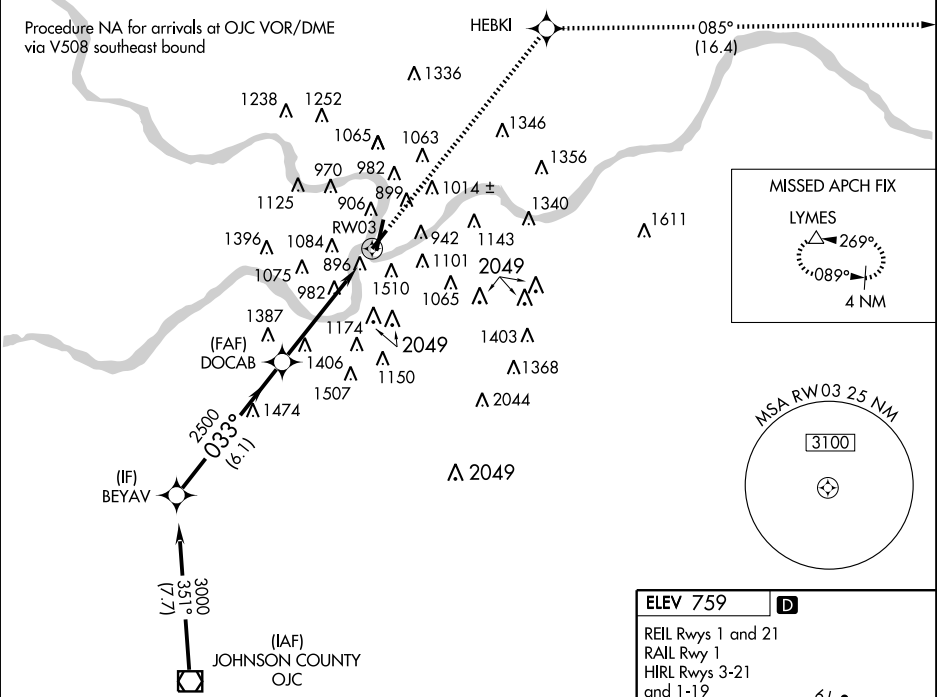 Procedure NA for arrivals at OJC VOR/DME
via V508 southeast bound
HEBKI
085°
(16.4)
1336
1238
1252
1065
1063
1346
1356
970
982
1125
899
1014 ±
906
1340
RW03
1611
1396
1084
942
1143
1075
896
1101
2049
982
1510
1065
1387
1174
2049
1403
(FAF)
DOCAB
1406
1150
1368
1507
1474
2044
2500
033°
(6.1)
2049
(IF)
BEYAV
3000
351°
(7.7)
(IAF)
JOHNSON COUNTY
OJC
MISSED APCH FIX
LYMES
269°
089°
4 NM
MSA RW03 25 NM
3100
ELEV 759
D
REIL Rwys 1 and 21
RAIL Rwy 1
HIRL Rwys 3-21
and 1-19